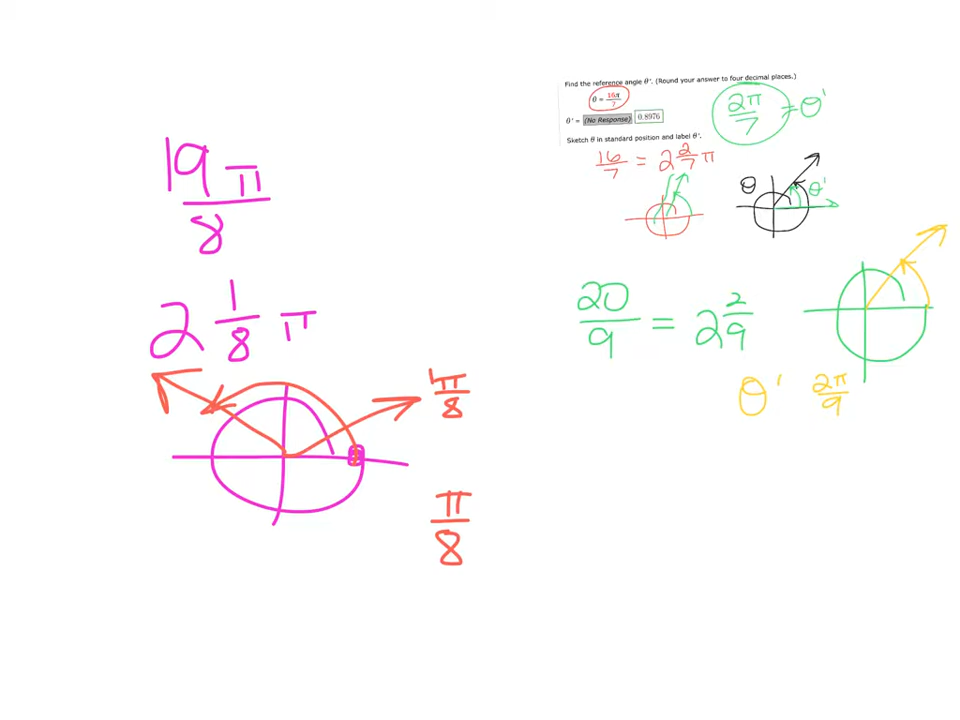 Find the reference angle θ'. (Round your answer to four decimal places.)
θ = 16π/7
θ' = (No Response) 0.8976
Sketch θ in standard position and label θ'.
2π/7 = θ'
16/7 = 2 2/7 π
θ
θ'
19π/8
2 1/8 π
π/8
π/8
20/9 = 2 2/9
θ' 2π/9